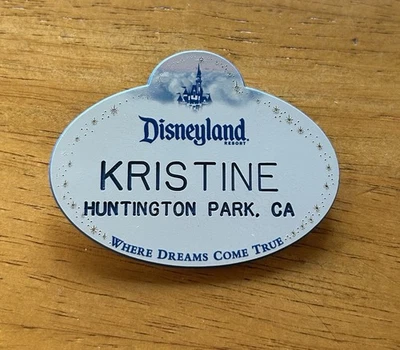 Disneyland
RESORT
KRISTINE
HUNTINGTON PARK, CA
WHERE DREAMS COME TRUE